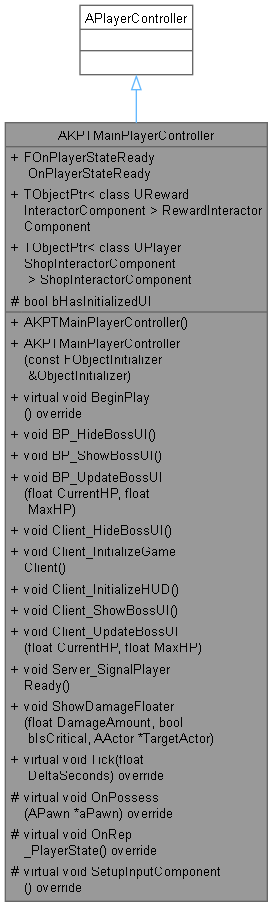 APlayerController
AKPTMainPlayerController
+ FOnPlayerStateReady
OnPlayerStateReady
+ TObjectPtr< class UReward
InteractorComponent > RewardInteractor
Component
+ TObjectPtr< class UPlayer
ShopInteractorComponent
> ShopInteractorComponent
# bool bHasInitializedUI
+ AKPTMainPlayerController()
+ AKPTMainPlayerController
(const FObjectInitializer
&ObjectInitializer)
+ virtual void BeginPlay
() override
+ void BP_HideBossUI()
+ void BP_ShowBossUI()
+ void BP_UpdateBossUI
(float CurrentHP, float
MaxHP)
+ void Client_HideBossUI()
+ void Client_InitializeGame
Client()
+ void Client_InitializeHUD()
+ void Client_ShowBossUI()
+ void Client_UpdateBossUI
(float CurrentHP, float MaxHP)
+ void Server_SignalPlayer
Ready()
+ void ShowDamageFloater
(float DamageAmount, bool
bIsCritical, AActor *TargetActor)
+ virtual void Tick(float
DeltaSeconds) override
# virtual void OnPossess
(APawn *aPawn) override
# virtual void OnRep
_PlayerState() override
# virtual void SetupInputComponent
() override